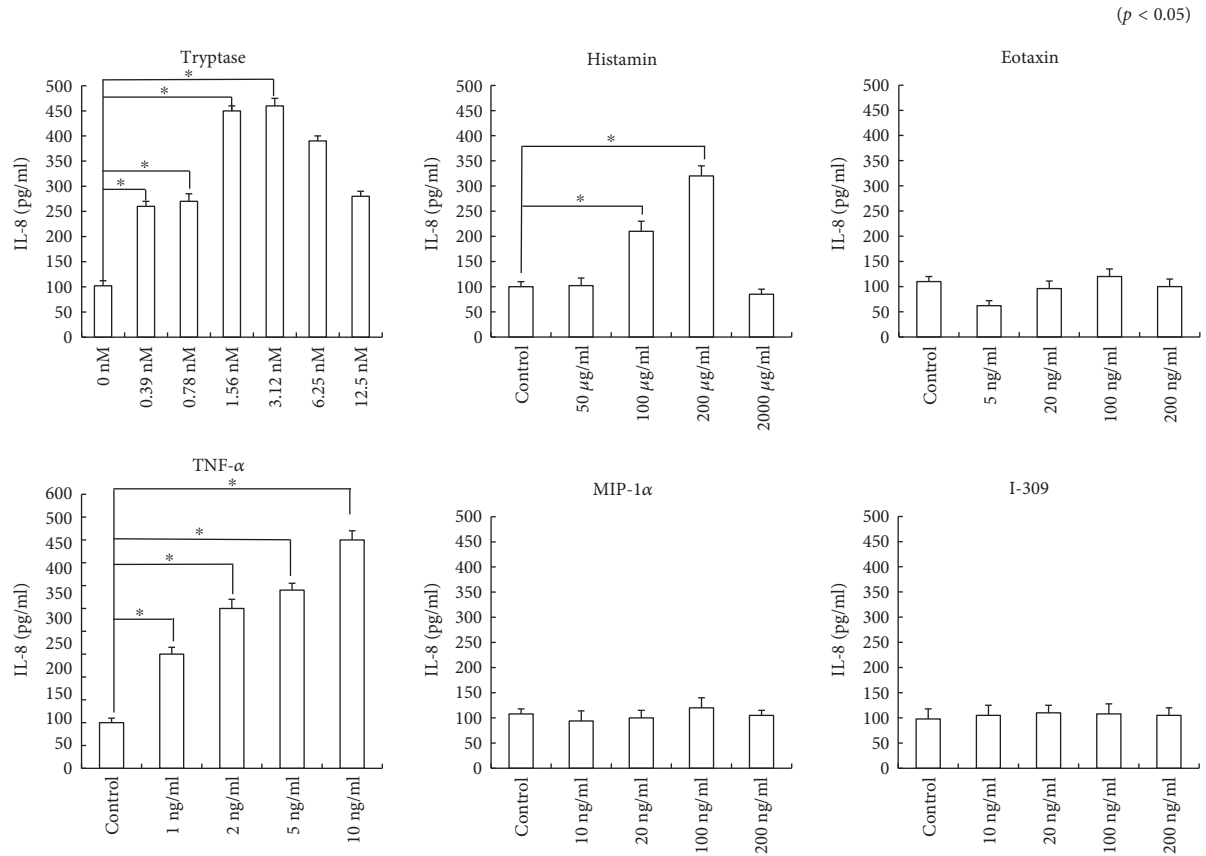 (p < 0.05)
Tryptase
500
450
400
350
300
250
200
150
100
50
0
IL-8 (pg/ml)
*
*
*
*
0 nM
0.39 nM
0.78 nM
1.56 nM
3.12 nM
6.25 nM
12.5 nM
Histamin
500
450
400
350
300
250
200
150
100
50
0
IL-8 (pg/ml)
*
*
Control
50 µg/ml
100 µg/ml
200 µg/ml
2000 µg/ml
Eotaxin
500
450
400
350
300
250
200
150
100
50
0
IL-8 (pg/ml)
Control
5 ng/ml
20 ng/ml
100 ng/ml
200 ng/ml
TNF-α
600
500
450
400
350
300
250
200
150
100
50
0
IL-8 (pg/ml)
*
*
*
*
Control
1 ng/ml
2 ng/ml
5 ng/ml
10 ng/ml
MIP-1α
500
450
400
350
300
250
200
150
100
50
0
IL-8 (pg/ml)
Control
10 ng/ml
20 ng/ml
100 ng/ml
200 ng/ml
I-309
500
450
400
350
300
250
200
150
100
50
0
IL-8 (pg/ml)
Control
10 ng/ml
20 ng/ml
100 ng/ml
200 ng/ml